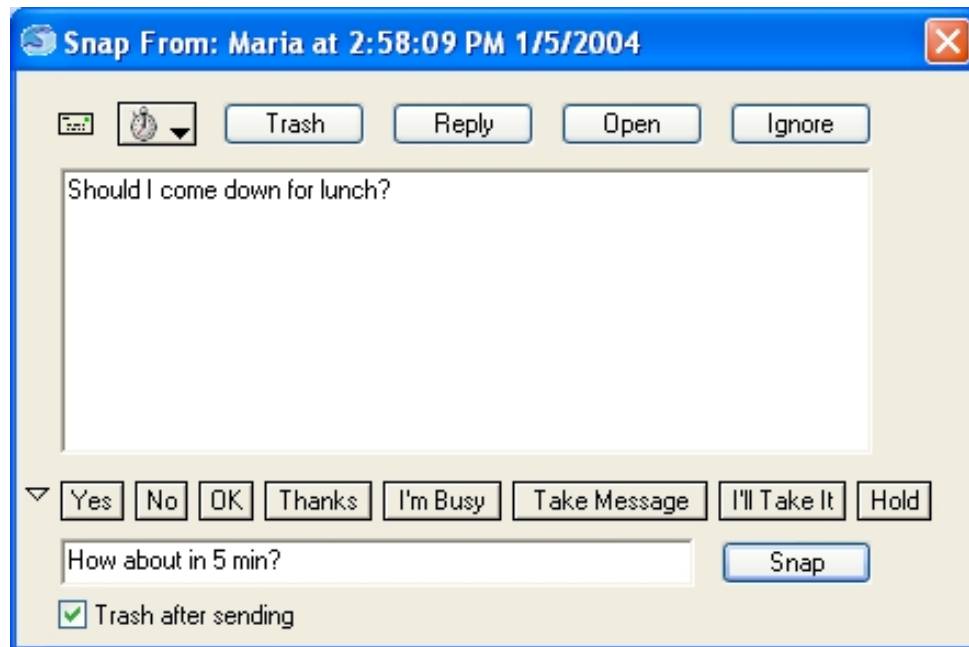 Snap From: Maria at 2:58:09 PM 1/5/2004
Trash Reply Open Ignore
Should I come down for lunch?
Yes No OK Thanks I'm Busy Take Message I'll Take It Hold
How about in 5 min? Snap
Trash after sending